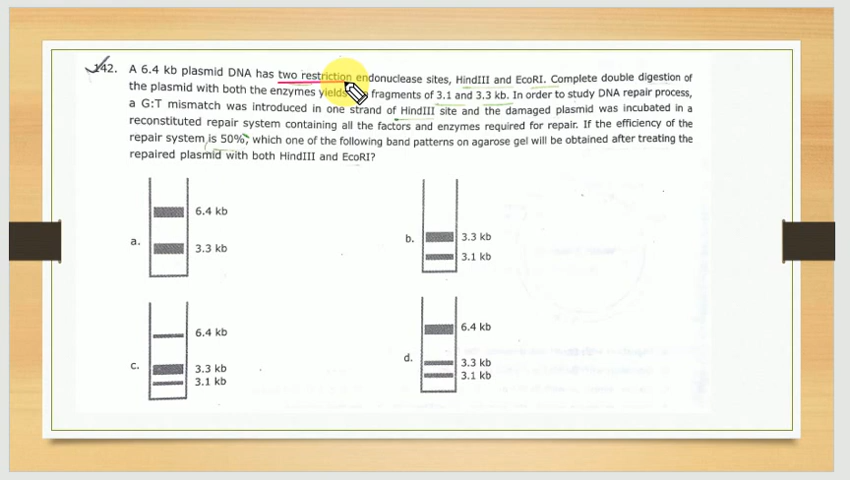 142. A 6.4 kb plasmid DNA has two restriction endonuclease sites, HindIII and EcoRI. Complete double digestion of
the plasmid with both the enzymes yields fragments of 3.1 and 3.3 kb. In order to study DNA repair process,
a G:T mismatch was introduced in one strand of HindIII site and the damaged plasmid was incubated in a
reconstituted repair system containing all the factors and enzymes required for repair. If the efficiency of the
repair system is 50%, which one of the following band patterns on agarose gel will be obtained after treating the
repaired plasmid with both HindIII and EcoRI?
a.
6.4 kb
3.3 kb
b.
3.3 kb
3.1 kb
c.
6.4 kb
3.3 kb
3.1 kb
d.
6.4 kb
3.3 kb
3.1 kb